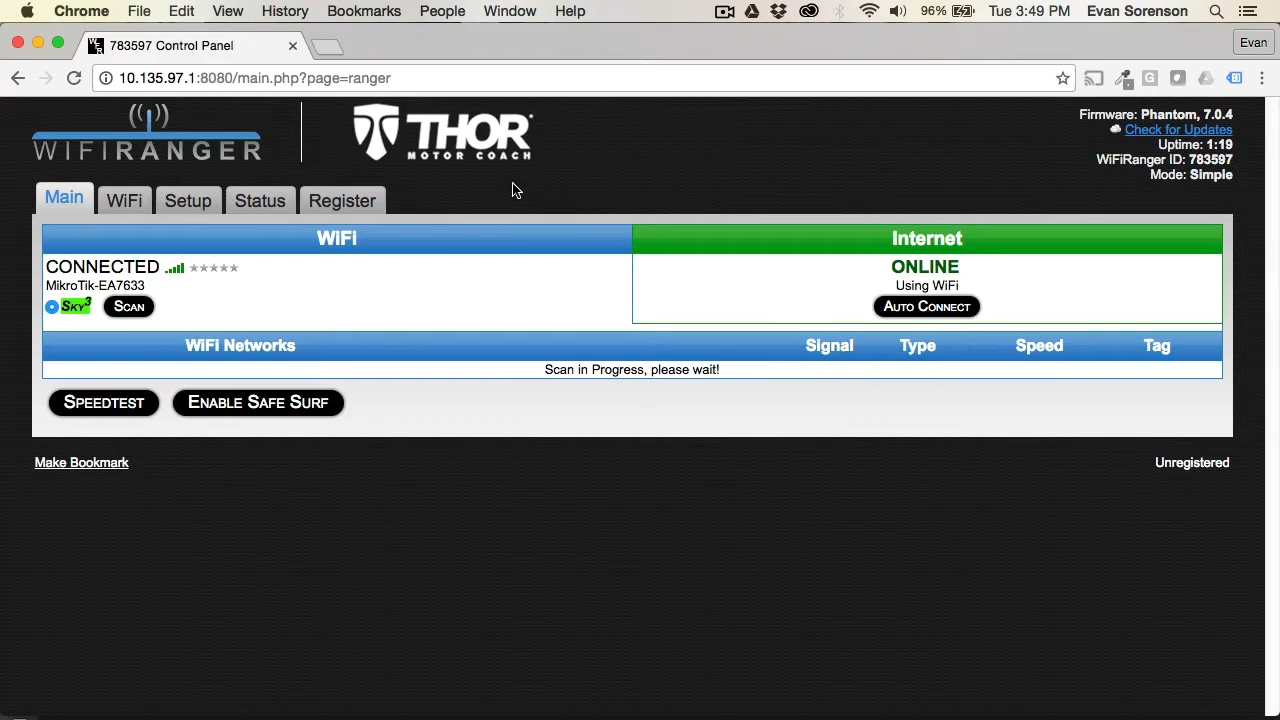 Chrome File Edit View History Bookmarks People Window Help 96% Tue 3:49 PM Evan Sorenson
783597 Control Panel
Evan
10.135.97.1:8080/main.php?page=ranger
WIFIRANGER
THOR
MOTOR COACH
Firmware: Phantom, 7.0.4
Check for Updates
Uptime: 1:19
WiFiRanger ID: 783597
Mode: Simple
Main WiFi Setup Status Register
WiFi
CONNECTED
MikroTik-EA7633
Sky3 Scan
Internet
ONLINE
Using WiFi
Auto Connect
WiFi Networks Signal Type Speed Tag
Scan in Progress, please wait!
Speedtest Enable Safe Surf
Make Bookmark Unregistered